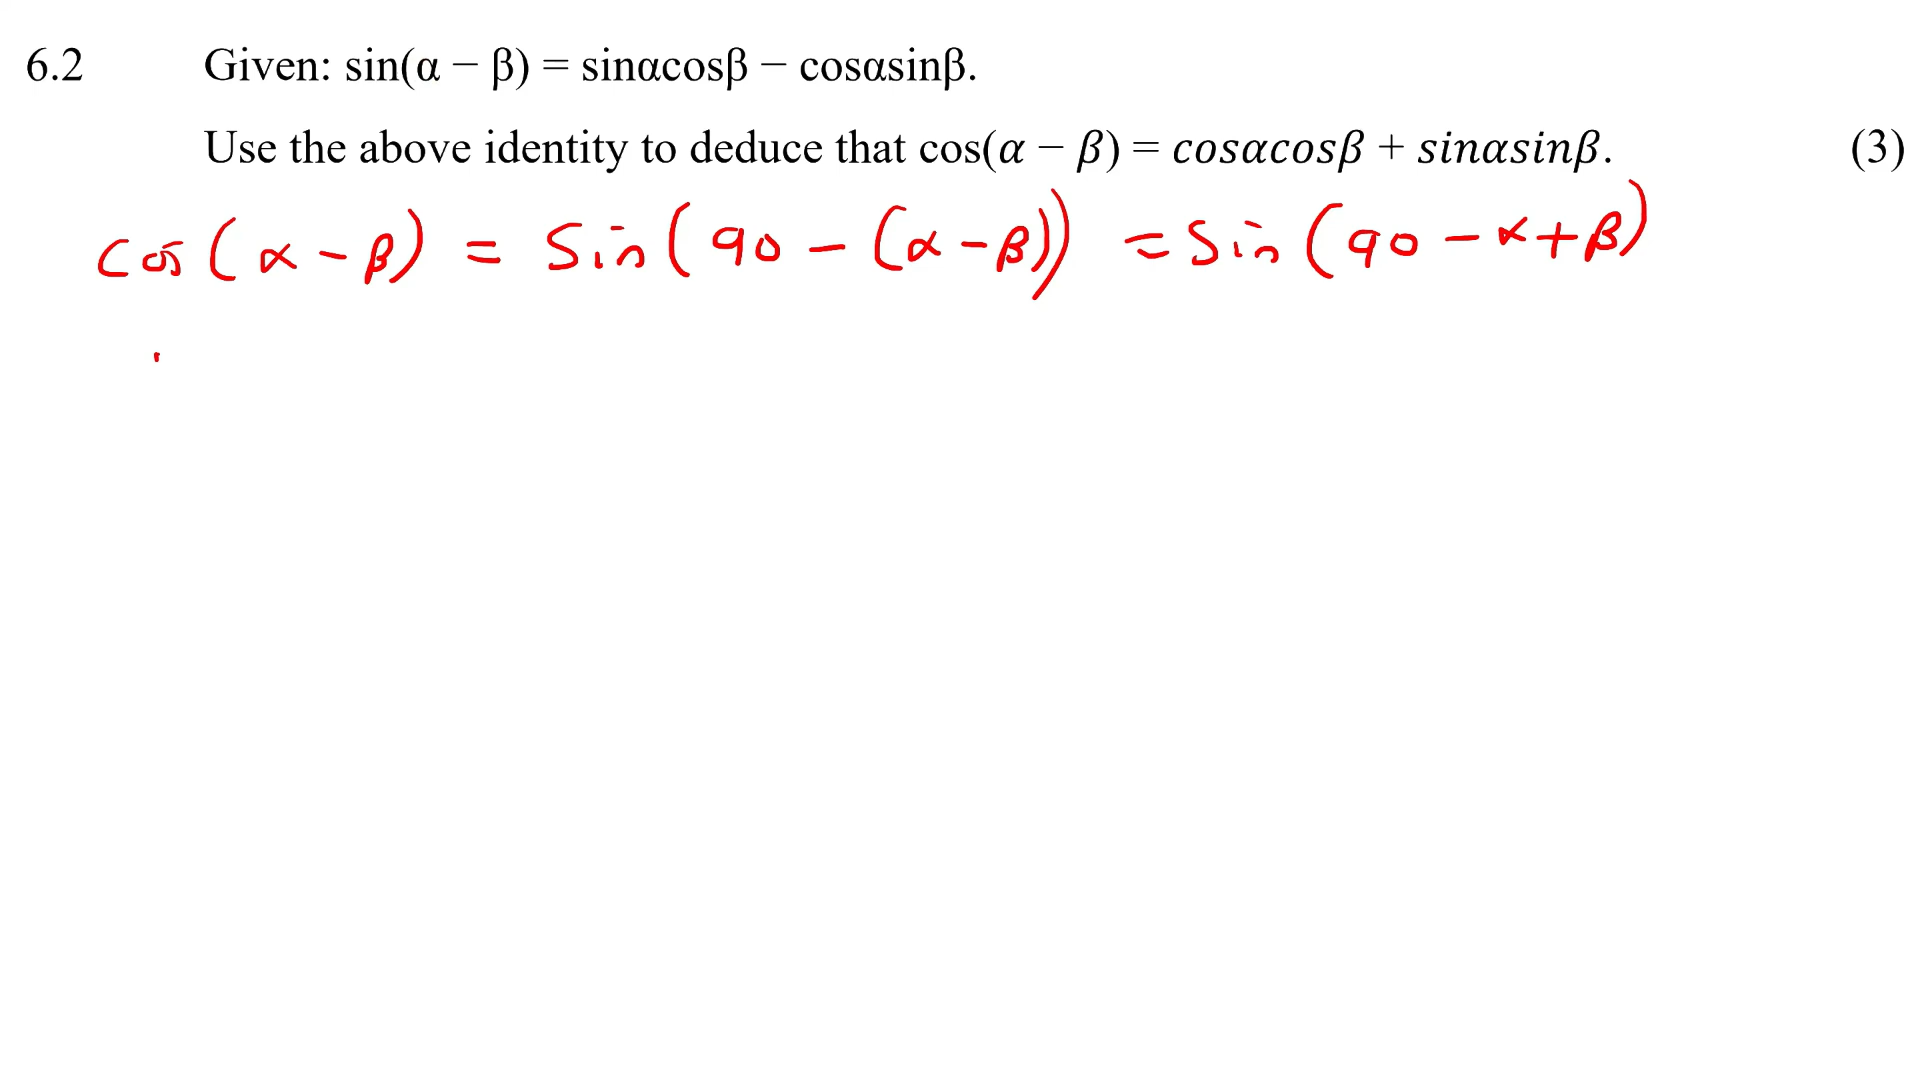 6.2 Given: sin(α − β) = sinαcosβ − cosαsinβ.
Use the above identity to deduce that cos(α − β) = cosαcosβ + sinαsinβ. (3)
cos(α − β) = Sin(90 − (α − β)) = Sin(90 − α + β)